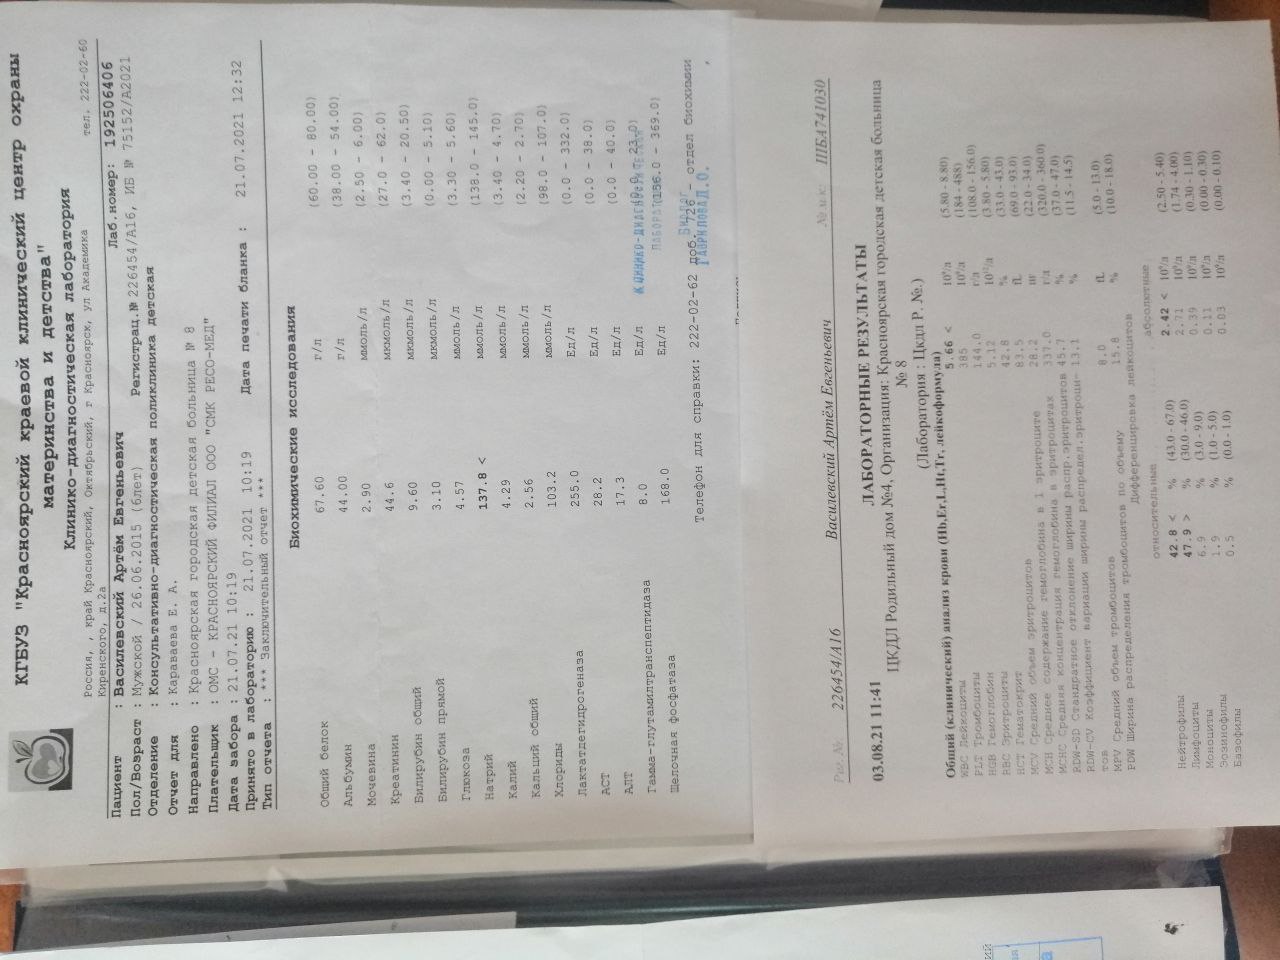 КГБУЗ "Красноярский краевой клинический центр охраны
материнства и детства"
Клинико-диагностическая лаборатория
Россия, , край Красноярский, Октябрьский, г Красноярск, ул Академика Киренского, д.2а тел. 222-02-60
Пациент : Василевский Артём Евгеньевич Лаб.номер: 192506406
Пол/Возраст : Мужской / 26.06.2015 (6лет) Регистрац.№ 226454/А16, ИБ № 75152/А2021
Отделение : Консультативно-диагностическая поликлиника детская
Отчет для : Караваева Е. А.
Направлено : Красноярская городская детская больница № 8
Плательщик : ОМС - КРАСНОЯРСКИЙ ФИЛИАЛ ООО "СМК РЕСО-МЕД"
Дата забора : 21.07.21 10:19
Принято в лабораторию : 21.07.2021 10:19 Дата печати бланка : 21.07.2021 12:32
Тип отчета : *** Заключительный отчет ***
Биохимические исследования
Общий белок 67.60 г/л (60.00 - 80.00)
Альбумин 44.00 г/л (38.00 - 54.00)
Мочевина 2.90 ммоль/л (2.50 - 6.00)
Креатинин 44.6 мкмоль/л (27.0 - 62.0)
Билирубин общий 9.60 мкмоль/л (3.40 - 20.50)
Билирубин прямой 3.10 мкмоль/л (0.00 - 5.10)
Глюкоза 4.57 ммоль/л (3.30 - 5.60)
Натрий 137.8 < ммоль/л (138.0 - 145.0)
Калий 4.29 ммоль/л (3.40 - 4.70)
Кальций общий 2.56 ммоль/л (2.20 - 2.70)
Хлориды 103.2 ммоль/л (98.0 - 107.0)
Лактатдегидрогеназа 255.0 Ед/л (0.0 - 332.0)
АСТ 28.2 Ед/л (0.0 - 38.0)
АЛТ 17.3 Ед/л (0.0 - 40.0)
Гамма-глутамилтранспептидаза 8.0 Ед/л (0.0 - 23.0)
Щелочная фосфатаза 168.0 Ед/л (156.0 - 369.0)
КЛИНИКО-ДИАГНОСТИЧЕСКАЯ
ЛАБОРАТОРИЯ
Биолог
ГАВРИЛОВА Л.О.
Телефон для справки: 222-02-62 доб. 726 - отдел биохимии
Рег.№ 226454/А16 Василевский Артём Евгеньевич № м.к: ШБА741030
ЛАБОРАТОРНЫЕ РЕЗУЛЬТАТЫ
03.08.21 11:41 ЦКДЛ Родильный дом №4, Организация: Красноярская городская детская больница
№ 8
(Лаборатория : Цкдл Р. №.)
Общий (клинический) анализ крови (Hb,Er,L,Ht,Tr, лейкоформула)
WBC Лейкоциты 5.66 < 10⁹/л (5.80 - 8.80)
PLT Тромбоциты 385 10⁹/л (184 - 488)
HGB Гемоглобин 144.0 г/л (108.0 - 156.0)
RBC Эритроциты 5.12 10¹²/л (3.80 - 5.80)
HCT Гематокрит 42.8 % (33.0 - 43.0)
MCV Средний объем эритроцитов 83.5 fL (69.0 - 93.0)
MCH Среднее содержание гемоглобина в 1 эритроците 28.2 пг (22.0 - 34.0)
MCHC Средняя концентрация гемоглобина в эритроцитах 337.0 г/л (320.0 - 360.0)
RDW-SD Стандратное отклонение ширины распр.эритроцитов 45.7 % (37.0 - 47.0)
RDW-CV Коэффициент вариации ширины распредел.эритроци- 13.1 % (11.5 - 14.5)
тов
MPV Средний объем тромбоцитов 8.0 fL (5.0 - 13.0)
PDW Ширина распределения тромбоцитов по объему 15.8 % (10.0 - 18.0)
Дифференцировка лейкоцитов
относительные абсолютные
Нейтрофилы 42.8 < % (43.0 - 67.0) 2.42 < 10⁹/л (2.50 - 5.40)
Лимфоциты 47.9 > % (30.0 - 46.0) 2.71 10⁹/л (1.74 - 4.00)
Моноциты 6.9 % (3.0 - 9.0) 0.39 10⁹/л (0.30 - 1.10)
Эозинофилы 1.9 % (1.0 - 5.0) 0.11 10⁹/л (0.00 - 0.30)
Базофилы 0.5 % (0.0 - 1.0) 0.03 10⁹/л (0.00 - 0.10)